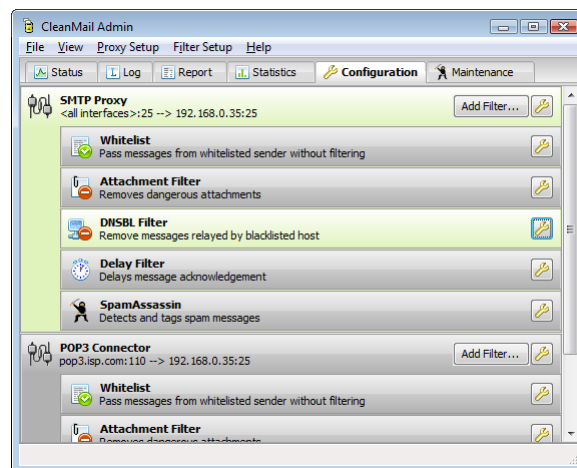 CleanMail Admin
File View Proxy Setup Filter Setup Help
Status Log Report Statistics Configuration Maintenance
SMTP Proxy
<all interfaces>:25 --> 192.168.0.35:25
Add Filter...
Whitelist
Pass messages from whitelisted sender without filtering
Attachment Filter
Removes dangerous attachments
DNSBL Filter
Remove messages relayed by blacklisted host
Delay Filter
Delays message acknowledgement
SpamAssassin
Detects and tags spam messages
POP3 Connector
pop3.isp.com:110 --> 192.168.0.35:25
Add Filter...
Whitelist
Pass messages from whitelisted sender without filtering
Attachment Filter
Removes dangerous attachments